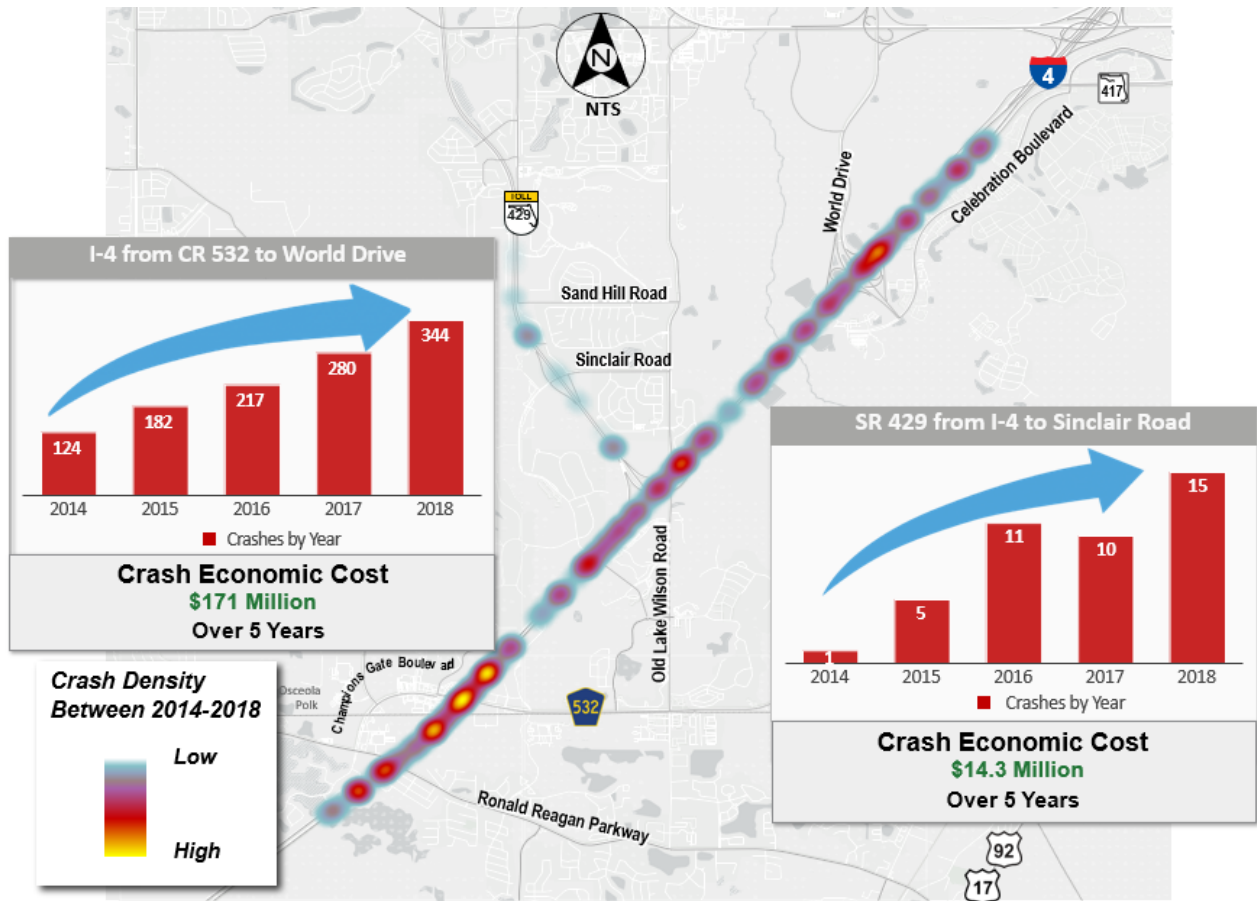 N
NTS
4
417
TOLL
429
World Drive
Celebration Boulevard
I-4 from CR 532 to World Drive
124
182
217
280
344
2014
2015
2016
2017
2018
Crashes by Year
Crash Economic Cost
$171 Million
Over 5 Years
Sand Hill Road
Sinclair Road
SR 429 from I-4 to Sinclair Road
1
5
11
10
15
2014
2015
2016
2017
2018
Crashes by Year
Crash Economic Cost
$14.3 Million
Over 5 Years
Old Lake Wilson Road
Champions Gate Boulevard
Osceola
Polk
532
Crash Density
Between 2014-2018
Low
High
Ronald Reagan Parkway
92
17